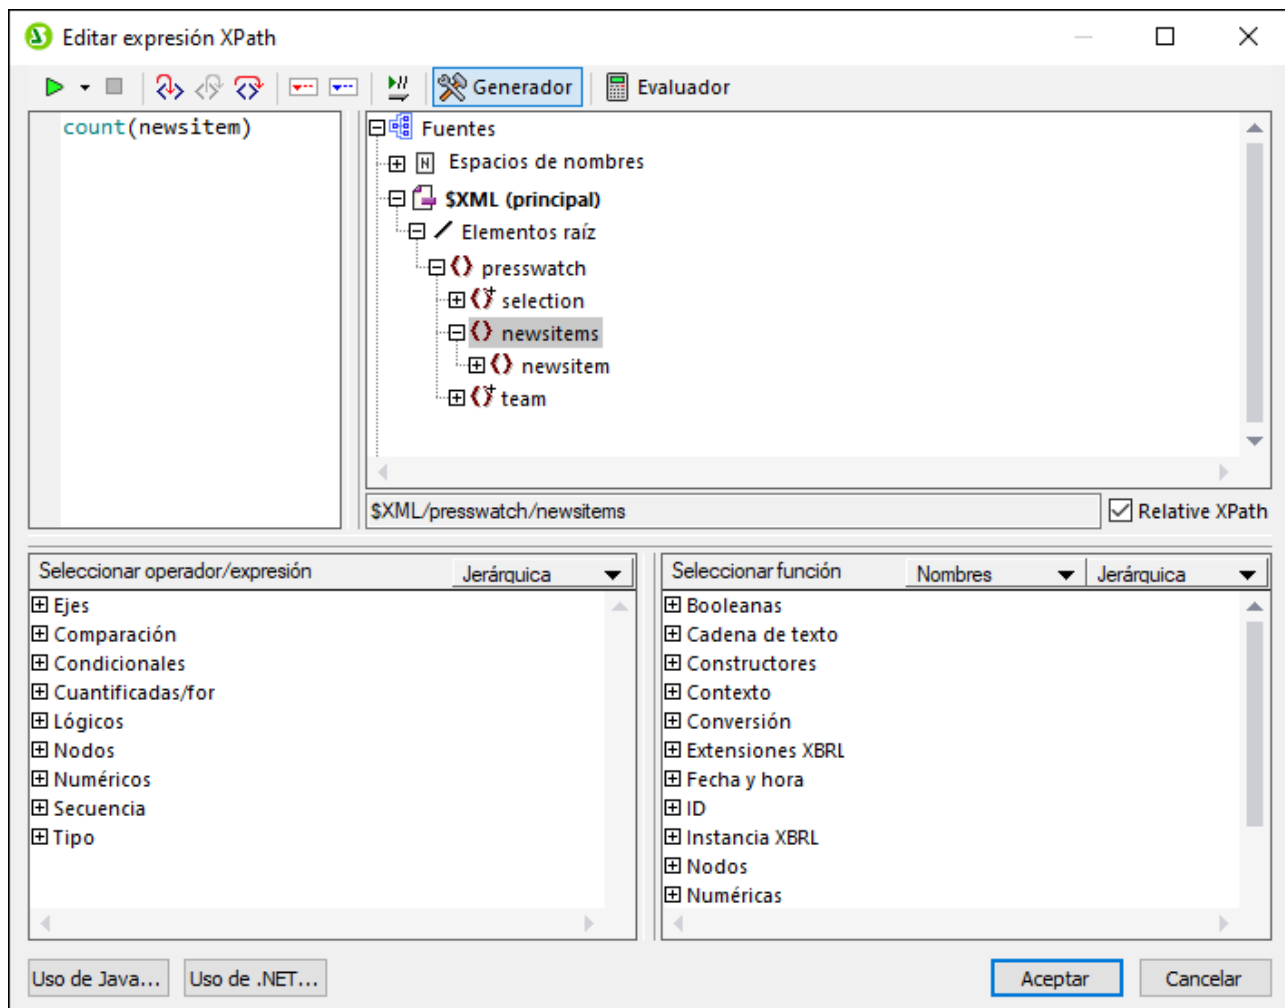 Editar expresión XPath
Generador
Evaluador
count(newsitem)
Fuentes
Espacios de nombres
$XML (principal)
Elementos raíz
presswatch
selection
newsitems
newsitem
team
$XML/presswatch/newsitems
Relative XPath
Seleccionar operador/expresión
Jerárquica
Ejes
Comparación
Condicionales
Cuantificadas/for
Lógicos
Nodos
Numéricos
Secuencia
Tipo
Seleccionar función
Nombres
Jerárquica
Booleanas
Cadena de texto
Constructores
Contexto
Conversión
Extensiones XBRL
Fecha y hora
ID
Instancia XBRL
Nodos
Numéricas
Uso de Java...
Uso de .NET...
Aceptar
Cancelar